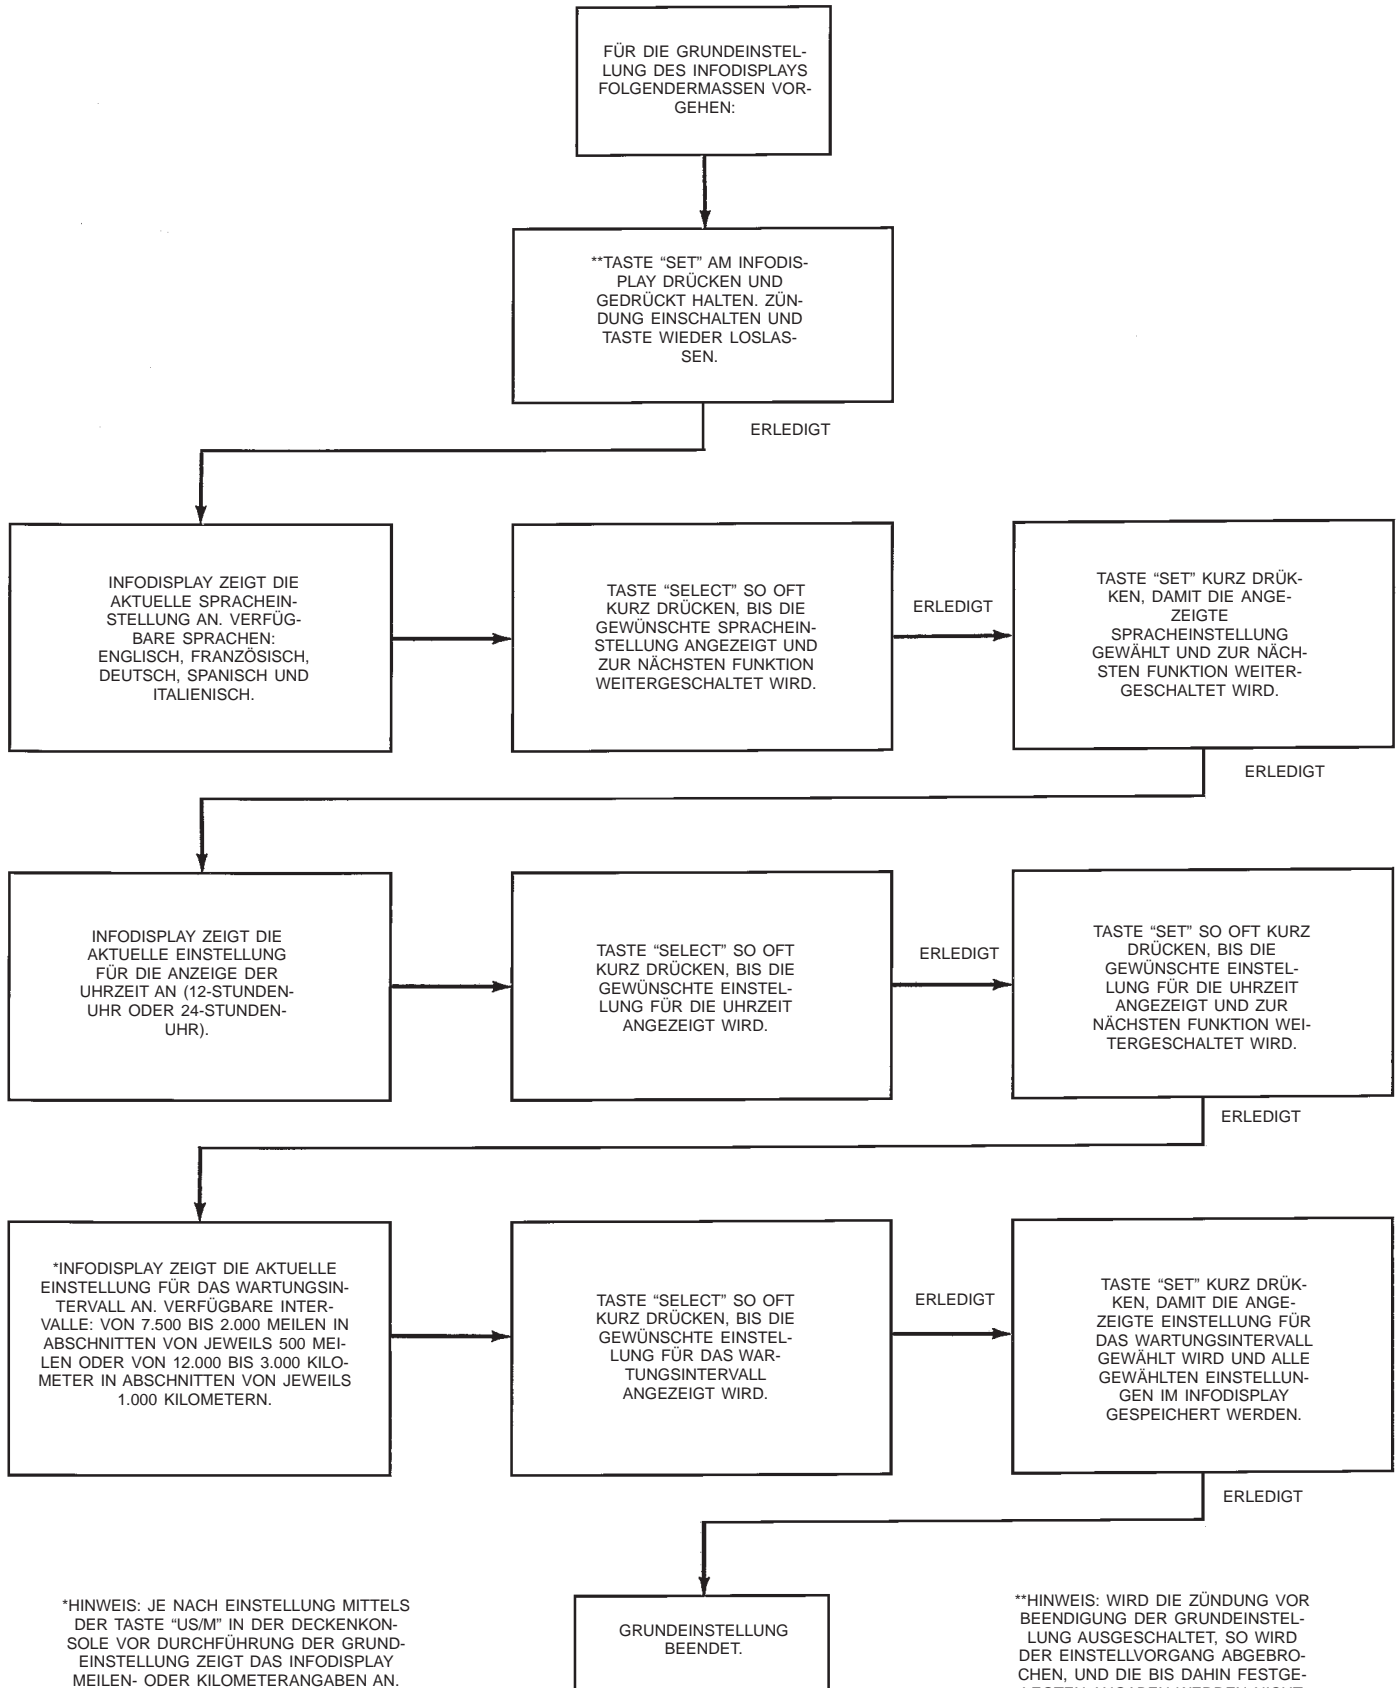 FÜR DIE GRUNDEINSTEL-
LUNG DES INFODISPLAYS
FOLGENDERMASSEN VOR-
GEHEN:
**TASTE “SET” AM INFODIS-
PLAY DRÜCKEN UND
GEDRÜCKT HALTEN. ZÜN-
DUNG EINSCHALTEN UND
TASTE WIEDER LOSLAS-
SEN.
ERLEDIGT
INFODISPLAY ZEIGT DIE
AKTUELLE SPRACHEIN-
STELLUNG AN. VERFÜG-
BARE SPRACHEN:
ENGLISCH, FRANZÖSISCH,
DEUTSCH, SPANISCH UND
ITALIENISCH.
TASTE “SELECT” SO OFT
KURZ DRÜCKEN, BIS DIE
GEWÜNSCHTE SPRACHEIN-
STELLUNG ANGEZEIGT UND
ZUR NÄCHSTEN FUNKTION
WEITERGESCHALTET WIRD.
ERLEDIGT
TASTE “SET” KURZ DRÜK-
KEN, DAMIT DIE ANGE-
ZEIGTE
SPRACHEINSTELLUNG
GEWÄHLT UND ZUR NÄCH-
STEN FUNKTION WEITER-
GESCHALTET WIRD.
ERLEDIGT
INFODISPLAY ZEIGT DIE
AKTUELLE EINSTELLUNG
FÜR DIE ANZEIGE DER
UHRZEIT AN (12-STUNDEN-
UHR ODER 24-STUNDEN-
UHR).
TASTE “SELECT” SO OFT
KURZ DRÜCKEN, BIS DIE
GEWÜNSCHTE EINSTEL-
LUNG FÜR DIE UHRZEIT
ANGEZEIGT WIRD.
ERLEDIGT
TASTE “SET” SO OFT KURZ
DRÜCKEN, BIS DIE
GEWÜNSCHTE EINSTEL-
LUNG FÜR DIE UHRZEIT
ANGEZEIGT UND ZUR
NÄCHSTEN FUNKTION WEI-
TERGESCHALTET WIRD.
ERLEDIGT
*INFODISPLAY ZEIGT DIE AKTUELLE
EINSTELLUNG FÜR DAS WARTUNGSIN-
TERVALL AN. VERFÜGBARE INTER-
VALLE: VON 7.500 BIS 2.000 MEILEN IN
ABSCHNITTEN VON JEWEILS 500 MEI-
LEN ODER VON 12.000 BIS 3.000 KILO-
METER IN ABSCHNITTEN VON JEWEILS
1.000 KILOMETERN.
TASTE “SELECT” SO OFT
KURZ DRÜCKEN, BIS DIE
GEWÜNSCHTE EINSTEL-
LUNG FÜR DAS WAR-
TUNGSINTERVALL
ANGEZEIGT WIRD.
ERLEDIGT
TASTE “SET” KURZ DRÜK-
KEN, DAMIT DIE ANGE-
ZEIGTE EINSTELLUNG FÜR
DAS WARTUNGSINTERVALL
GEWÄHLT WIRD UND ALLE
GEWÄHLTEN EINSTELLUN-
GEN IM INFODISPLAY
GESPEICHERT WERDEN.
ERLEDIGT
*HINWEIS: JE NACH EINSTELLUNG MITTELS
DER TASTE “US/M” IN DER DECKENKON-
SOLE VOR DURCHFÜHRUNG DER GRUND-
EINSTELLUNG ZEIGT DAS INFODISPLAY
MEILEN- ODER KILOMETERANGABEN AN.
GRUNDEINSTELLUNG
BEENDET.
**HINWEIS: WIRD DIE ZÜNDUNG VOR
BEENDIGUNG DER GRUNDEINSTEL-
LUNG AUSGESCHALTET, SO WIRD
DER EINSTELLVORGANG ABGEBRO-
CHEN, UND DIE BIS DAHIN FESTGE-